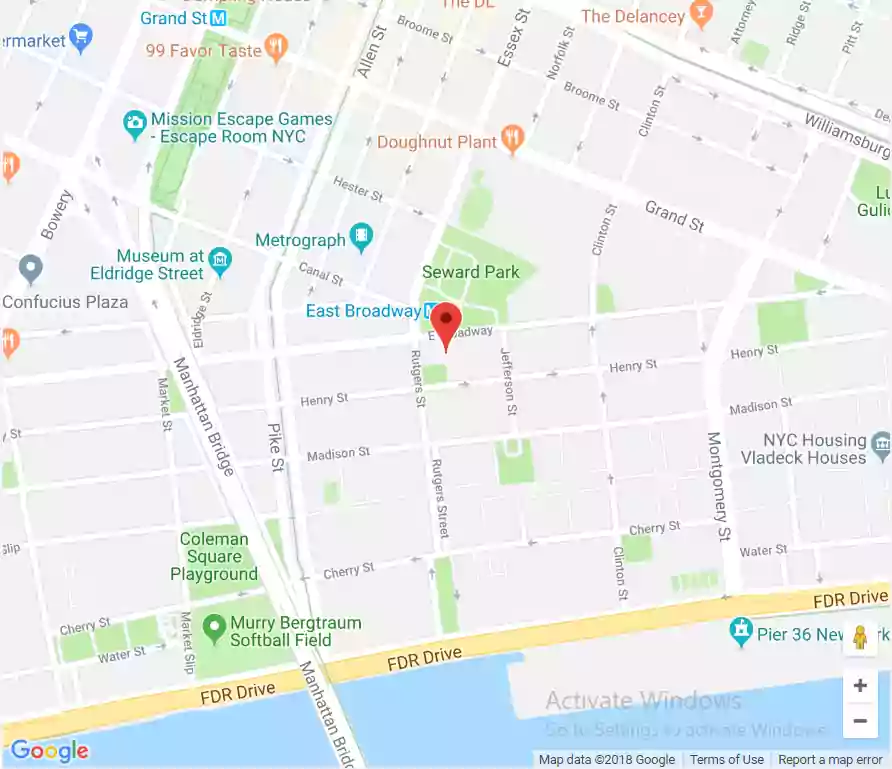 The DL
The Delancey
Grand St M
ermarket
99 Favor Taste
Allen St
Broome St
Essex St
Norfolk St
Attorney
Ridge St
Pitt St
Mission Escape Games
- Escape Room NYC
Doughnut Plant
Broome St
Clinton St
De
Williamsburg
Bowery
Hester St
Grand St
Clinton St
Lu
Gulic
Metrograph
Museum at
Eldridge Street
Canal St
Seward Park
Confucius Plaza
Eldridge St
East Broadway
E Broadway
Manhattan Bridge
Market St
Rutgers St
Jefferson St
Henry St
Henry St
Henry St
Madison St
Madison St
Pike St
Montgomery St
NYC Housing
Vladeck Houses
Rutgers Street
Coleman
Square
Playground
Slip
Cherry St
Cherry St
Clinton St
Water St
Cherry St
Market Slip
Murry Bergtraum
Softball Field
Water St
FDR Drive
FDR Drive
FDR Drive
Pier 36 New York
Manhattan Bridg
Activate Windows
Go to Settings to activate Windows.
+
−
Google
Map data ©2018 Google
Terms of Use
Report a map error